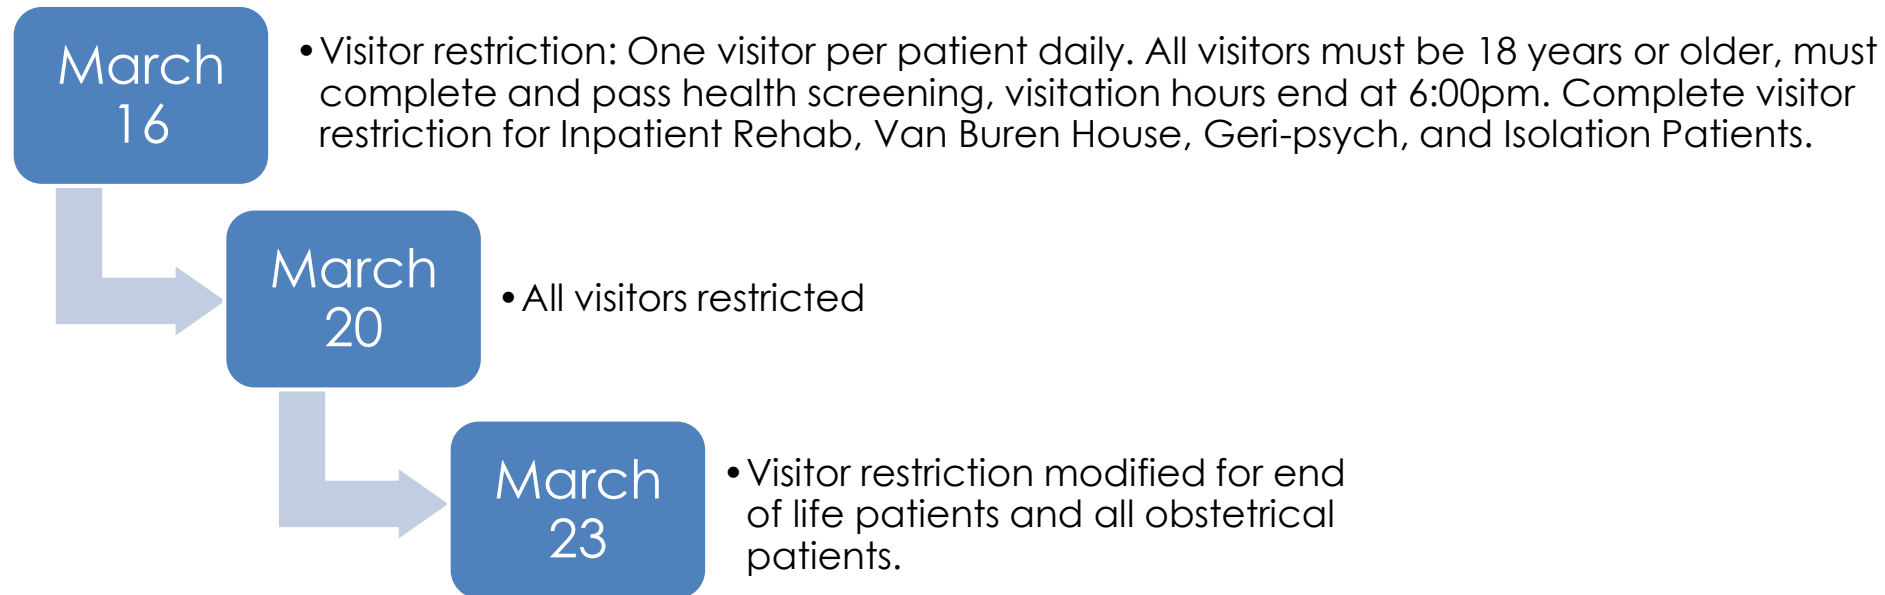 March
16
•Visitor restriction: One visitor per patient daily. All visitors must be 18 years or older, must
complete and pass health screening, visitation hours end at 6:00pm. Complete visitor
restriction for Inpatient Rehab, Van Buren House, Geri-psych, and Isolation Patients.
March
20
•All visitors restricted
March
23
•Visitor restriction modified for end
of life patients and all obstetrical
patients.